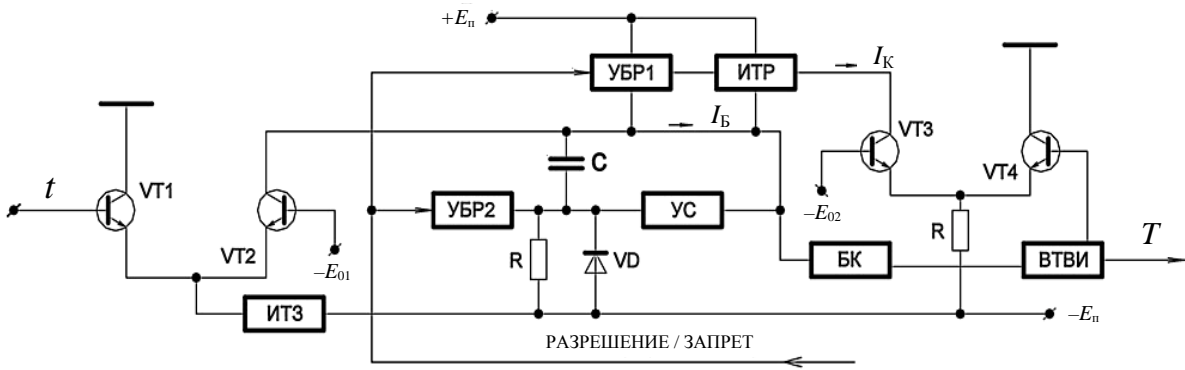 +Eп
УБР1
ИТР
IК
IБ
VT3
VT4
t
VT1
C
–E02
VT2
–E01
УБР2
УС
R
VD
R
T
БК
ВТВИ
ИТЗ
–Eп
РАЗРЕШЕНИЕ / ЗАПРЕТ